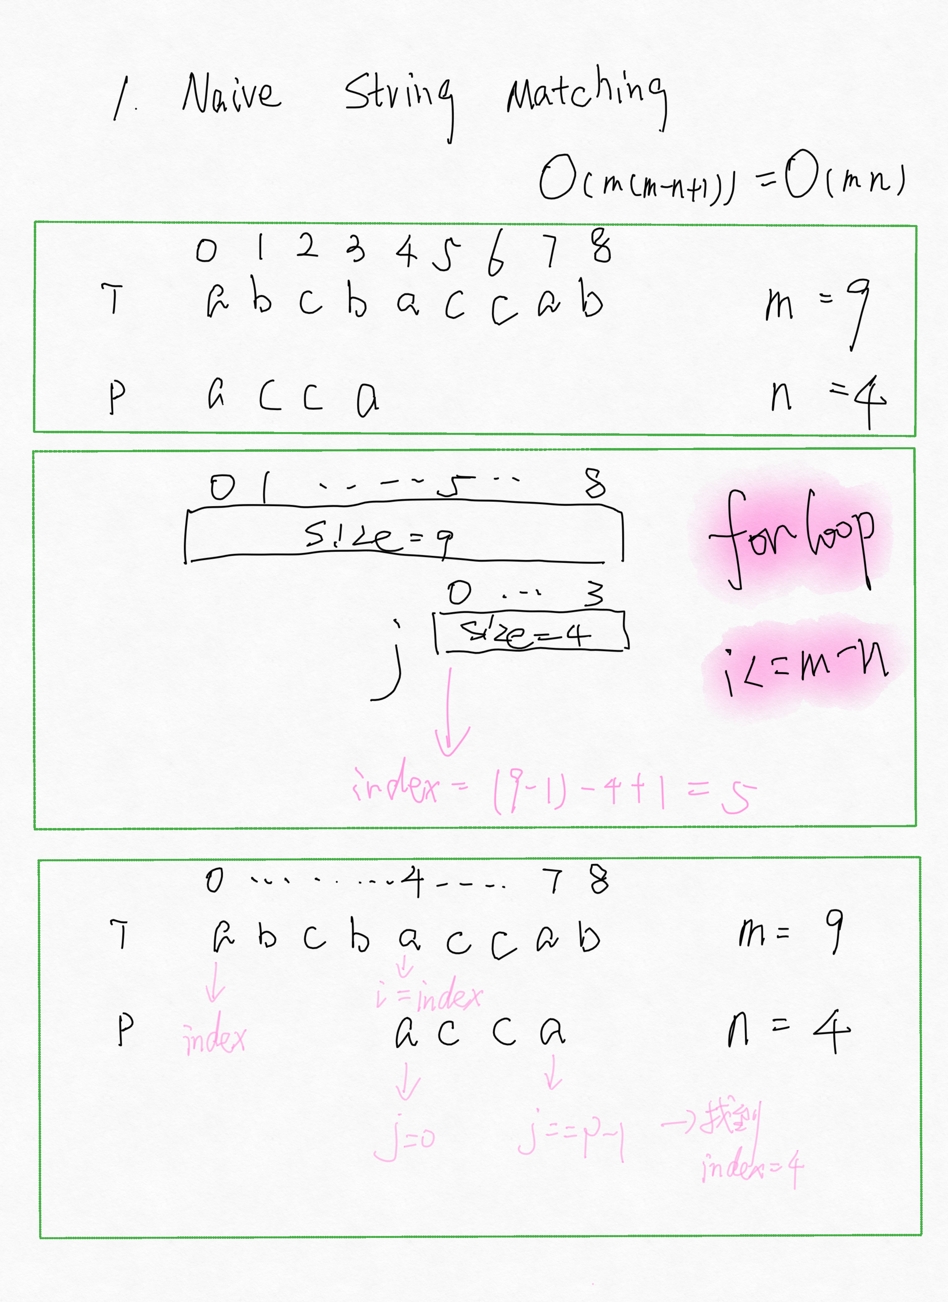 1. Naive String Matching
O(m(m-n+1)) = O(mn)
0 1 2 3 4 5 6 7 8
T a b c b a c c a b m = 9
P a c c a n = 4
0 1 ..---5-.. 8
size=9
for loop
0 ... 3
j size=4
i<=m-n
index = (9-1)-4+1 = 5
0 ... . ...4---.. 7 8
T a b c b a c c a b m = 9
i = index
P index a c c a n = 4
j=0 j==p-1 →找到
index=4